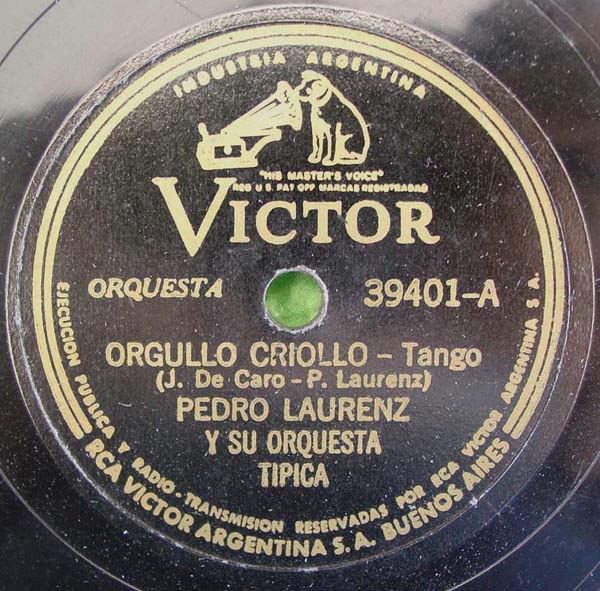 INDUSTRIA ARGENTINA
"HIS MASTER'S VOICE"
REG U.S. PAT OFF MARCAS REGISTRADAS
VICTOR
ORQUESTA 39401-A
ORGULLO CRIOLLO - Tango
(J. De Caro - P. Laurenz)
PEDRO LAURENZ
Y SU ORQUESTA
TIPICA
EJECUCION PUBLICA Y RADIO-TRANSMISION RESERVADAS POR RCA VICTOR ARGENTINA S A.
RCA VICTOR ARGENTINA S. A. BUENOS AIRES